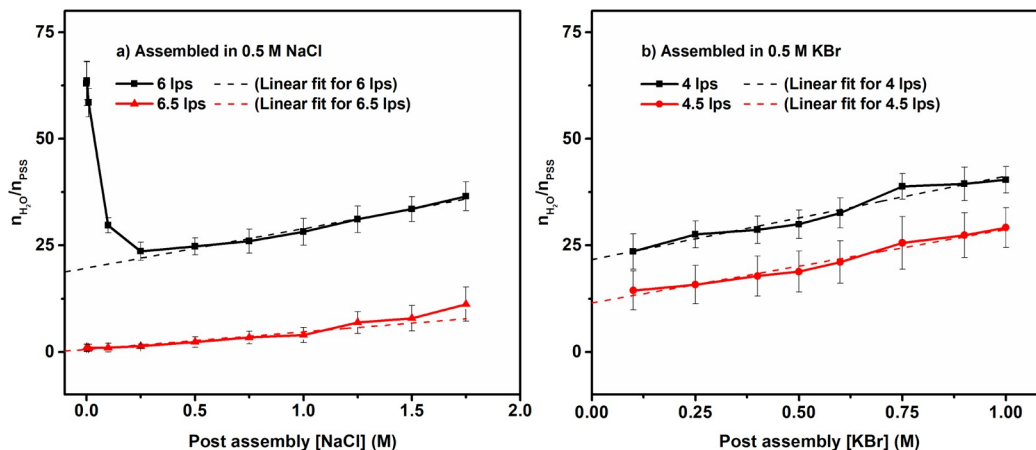 a) Assembled in 0.5 M NaCl
6 lps (Linear fit for 6 lps)
6.5 lps (Linear fit for 6.5 lps)
75
50
25
0
n_H₂O/n_PSS
0.0 0.5 1.0 1.5 2.0
Post assembly [NaCl] (M)
b) Assembled in 0.5 M KBr
4 lps (Linear fit for 4 lps)
4.5 lps (Linear fit for 4.5 lps)
75
50
25
0
n_H₂O/n_PSS
0.00 0.25 0.50 0.75 1.00
Post assembly [KBr] (M)